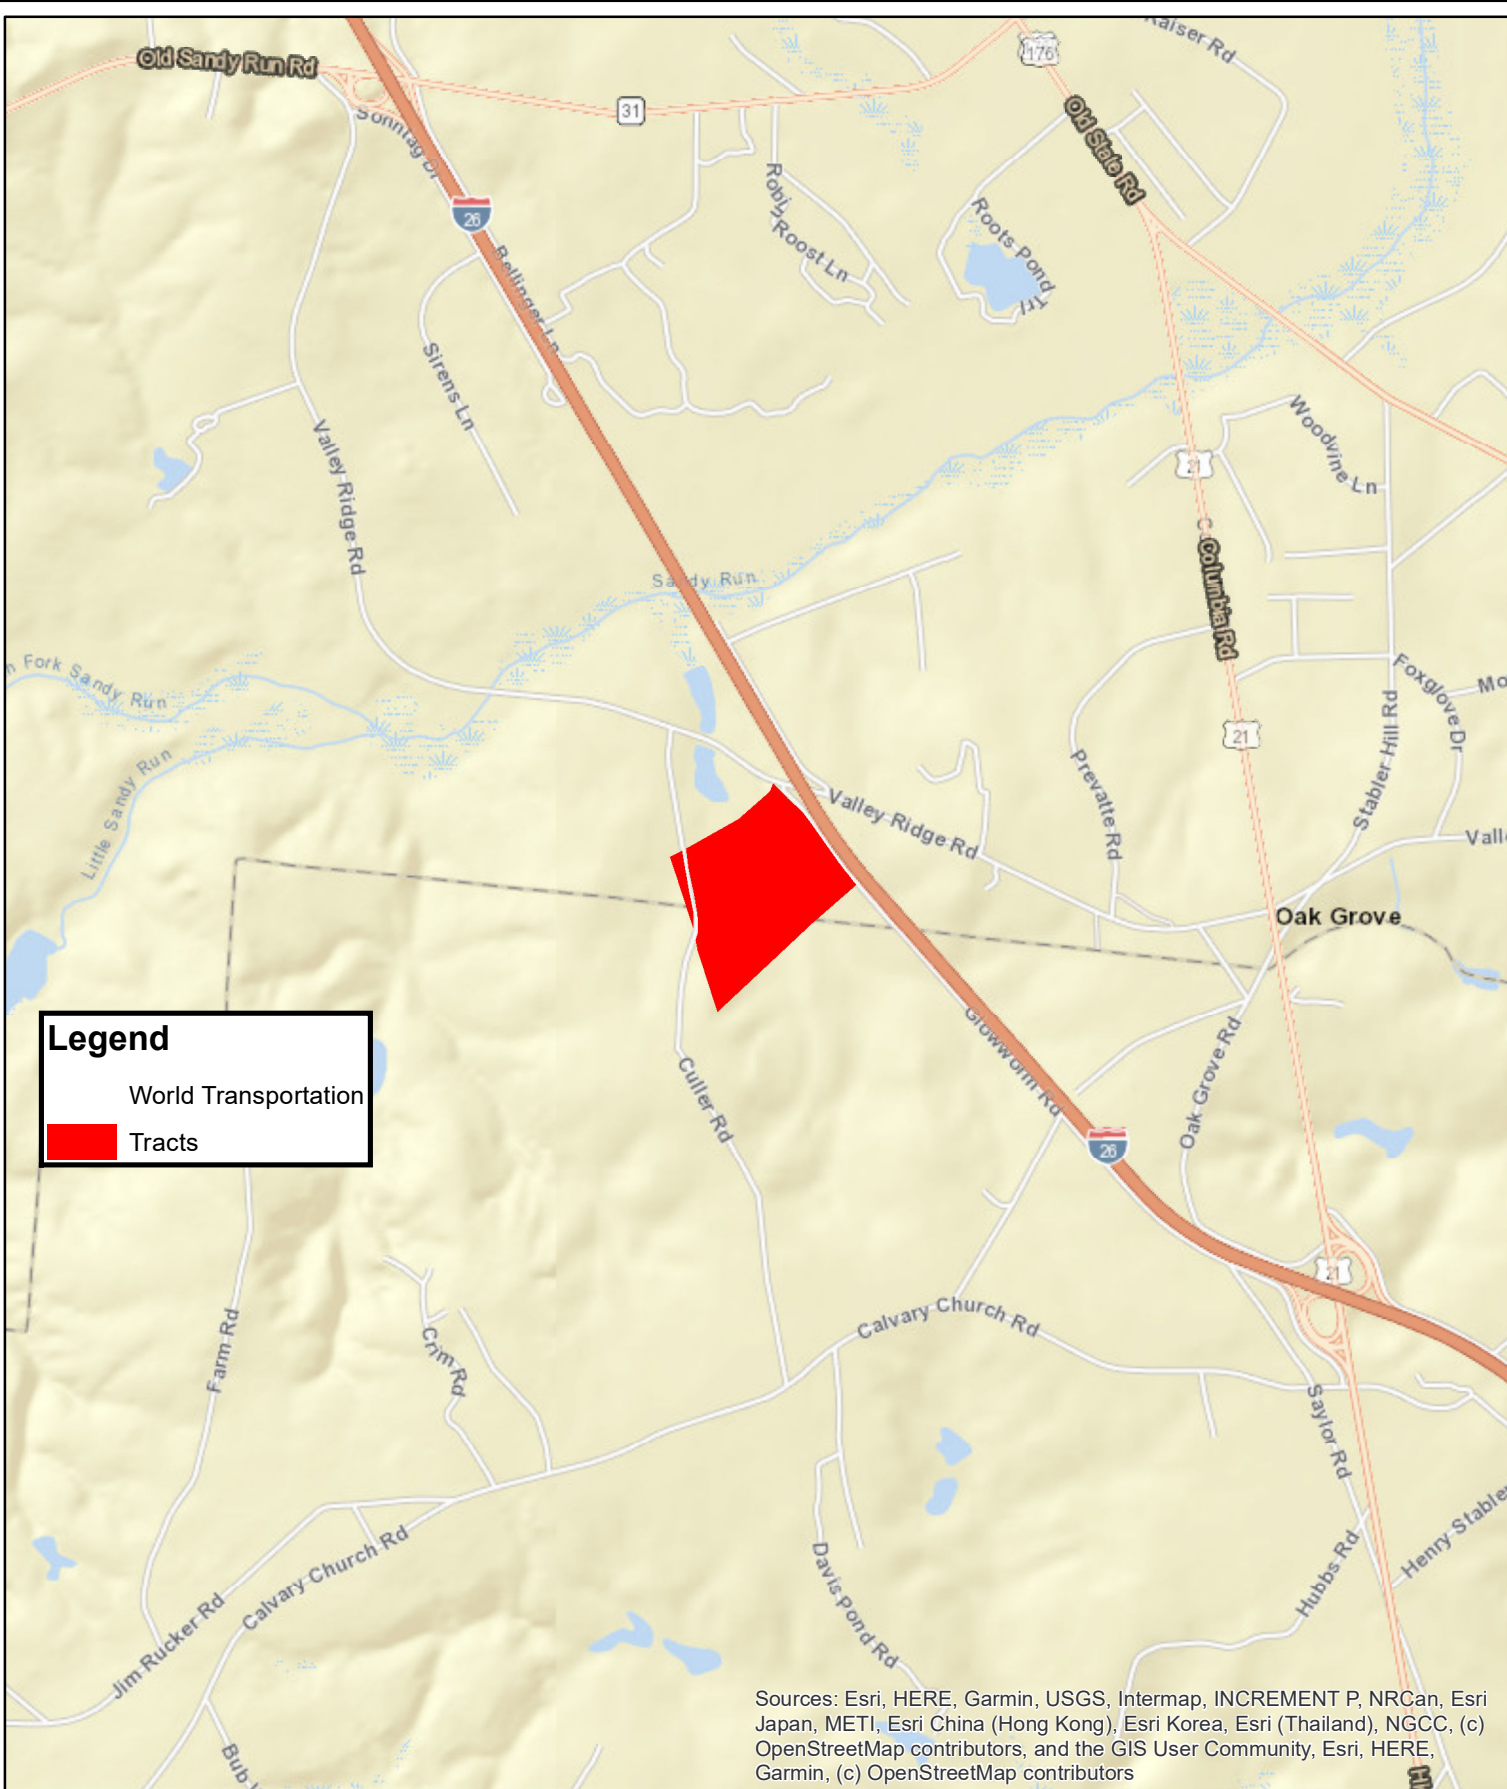 Kaiser Rd
176
Old Sandy Run Rd
31
Sonntag Dr
Old State Rd
26
Roost Ln
Roots Pond Trl
Bellinger Ln
Sirens Ln
Woodvine Ln
21
Valley Ridge Rd
Columbia Rd
Sandy Run
Fork Sandy Run
Foxglove Dr
Mo
21
Stabler Hill Rd
Prevatte Rd
Little Sandy Run
Valley Ridge Rd
Vall
Oak Grove
Legend
World Transportation
Tracts
Glowworm Rd
Oak Grove Rd
Culler Rd
26
21
Farm Rd
Crim Rd
Calvary Church Rd
Saylor Rd
Henry Stabler
Hubbs Rd
Calvary Church Rd
Jim Rucker Rd
Davis Pond Rd
Bub
Sources: Esri, HERE, Garmin, USGS, Intermap, INCREMENT P, NRCan, Esri
Japan, METI, Esri China (Hong Kong), Esri Korea, Esri (Thailand), NGCC, (c)
OpenStreetMap contributors, and the GIS User Community, Esri, HERE,
Garmin, (c) OpenStreetMap contributors